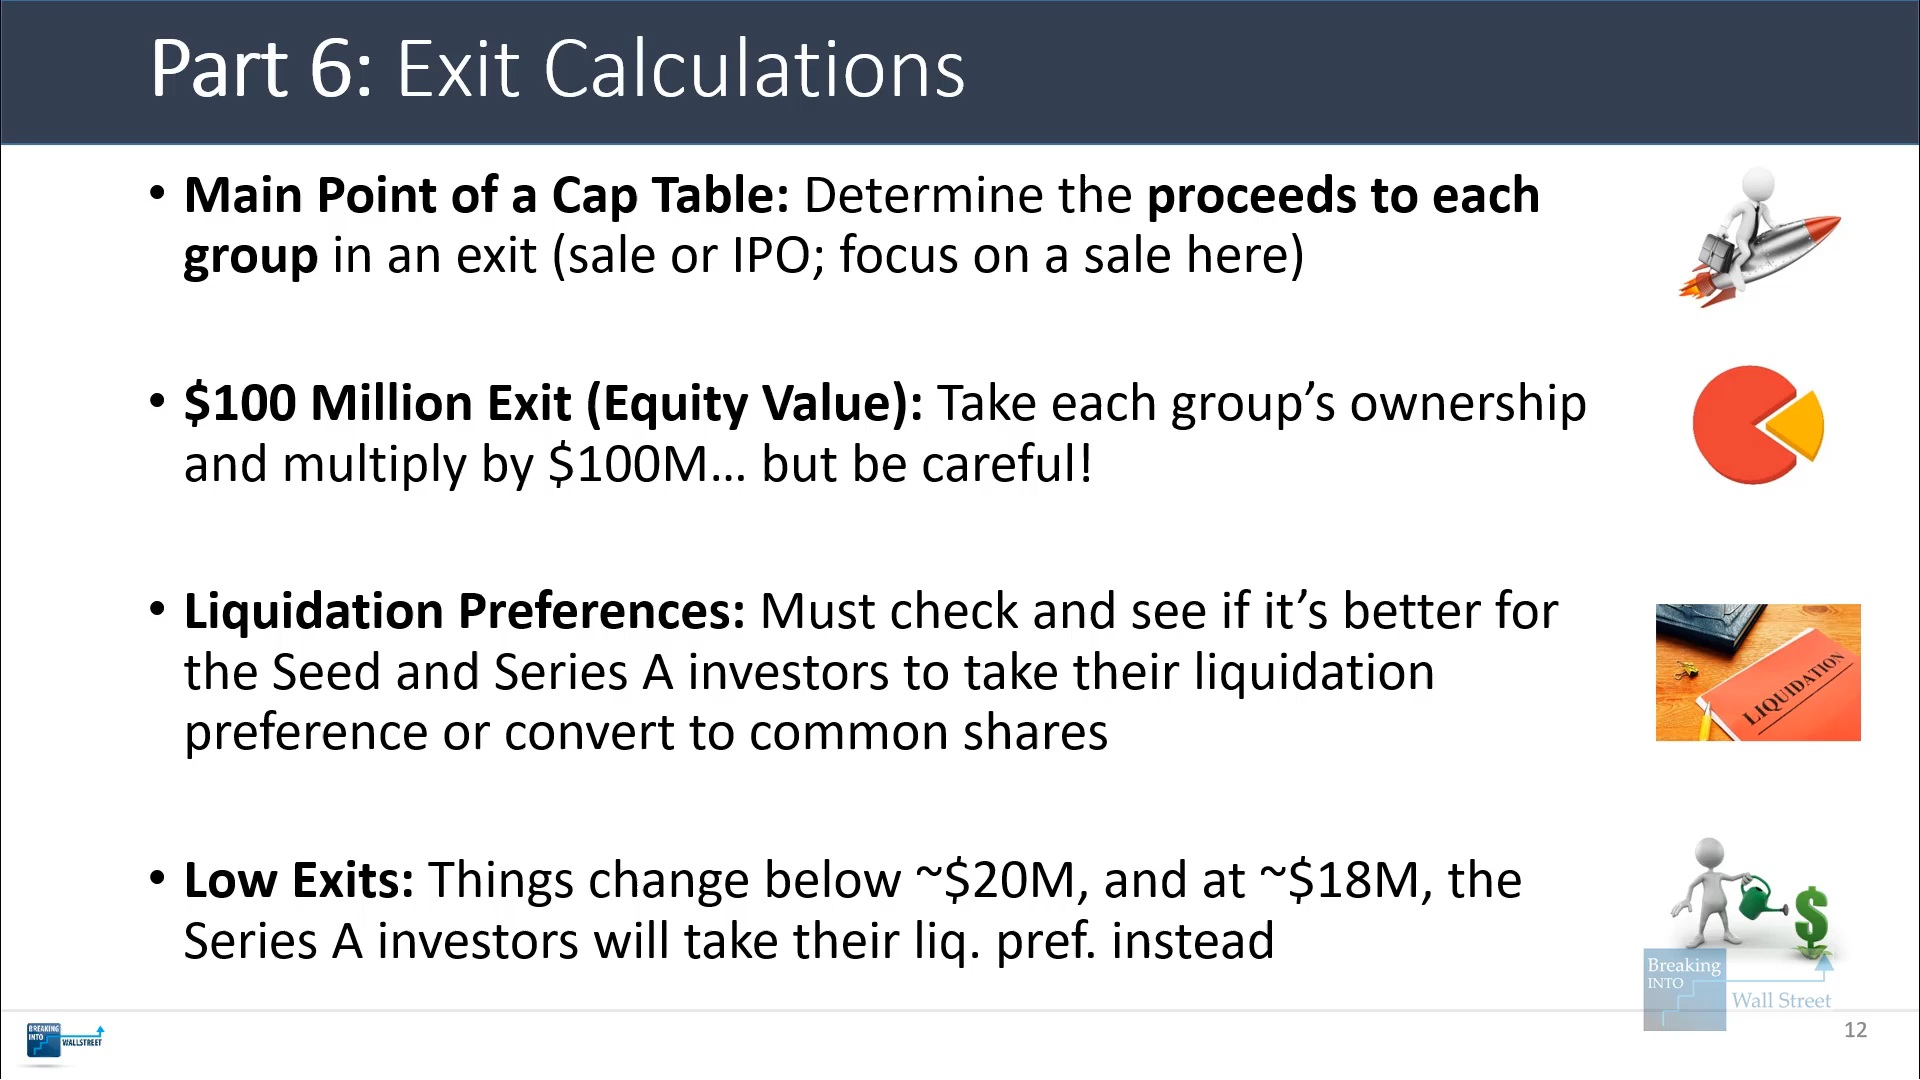 Part 6: Exit Calculations
• Main Point of a Cap Table: Determine the proceeds to each
group in an exit (sale or IPO; focus on a sale here)
• $100 Million Exit (Equity Value): Take each group’s ownership
and multiply by $100M… but be careful!
• Liquidation Preferences: Must check and see if it’s better for
the Seed and Series A investors to take their liquidation
preference or convert to common shares
LIQUIDATION
• Low Exits: Things change below ~$20M, and at ~$18M, the
Series A investors will take their liq. pref. instead
$
Breaking
INTO
Wall Street
BREAKING
INTO
WALLSTREET
12